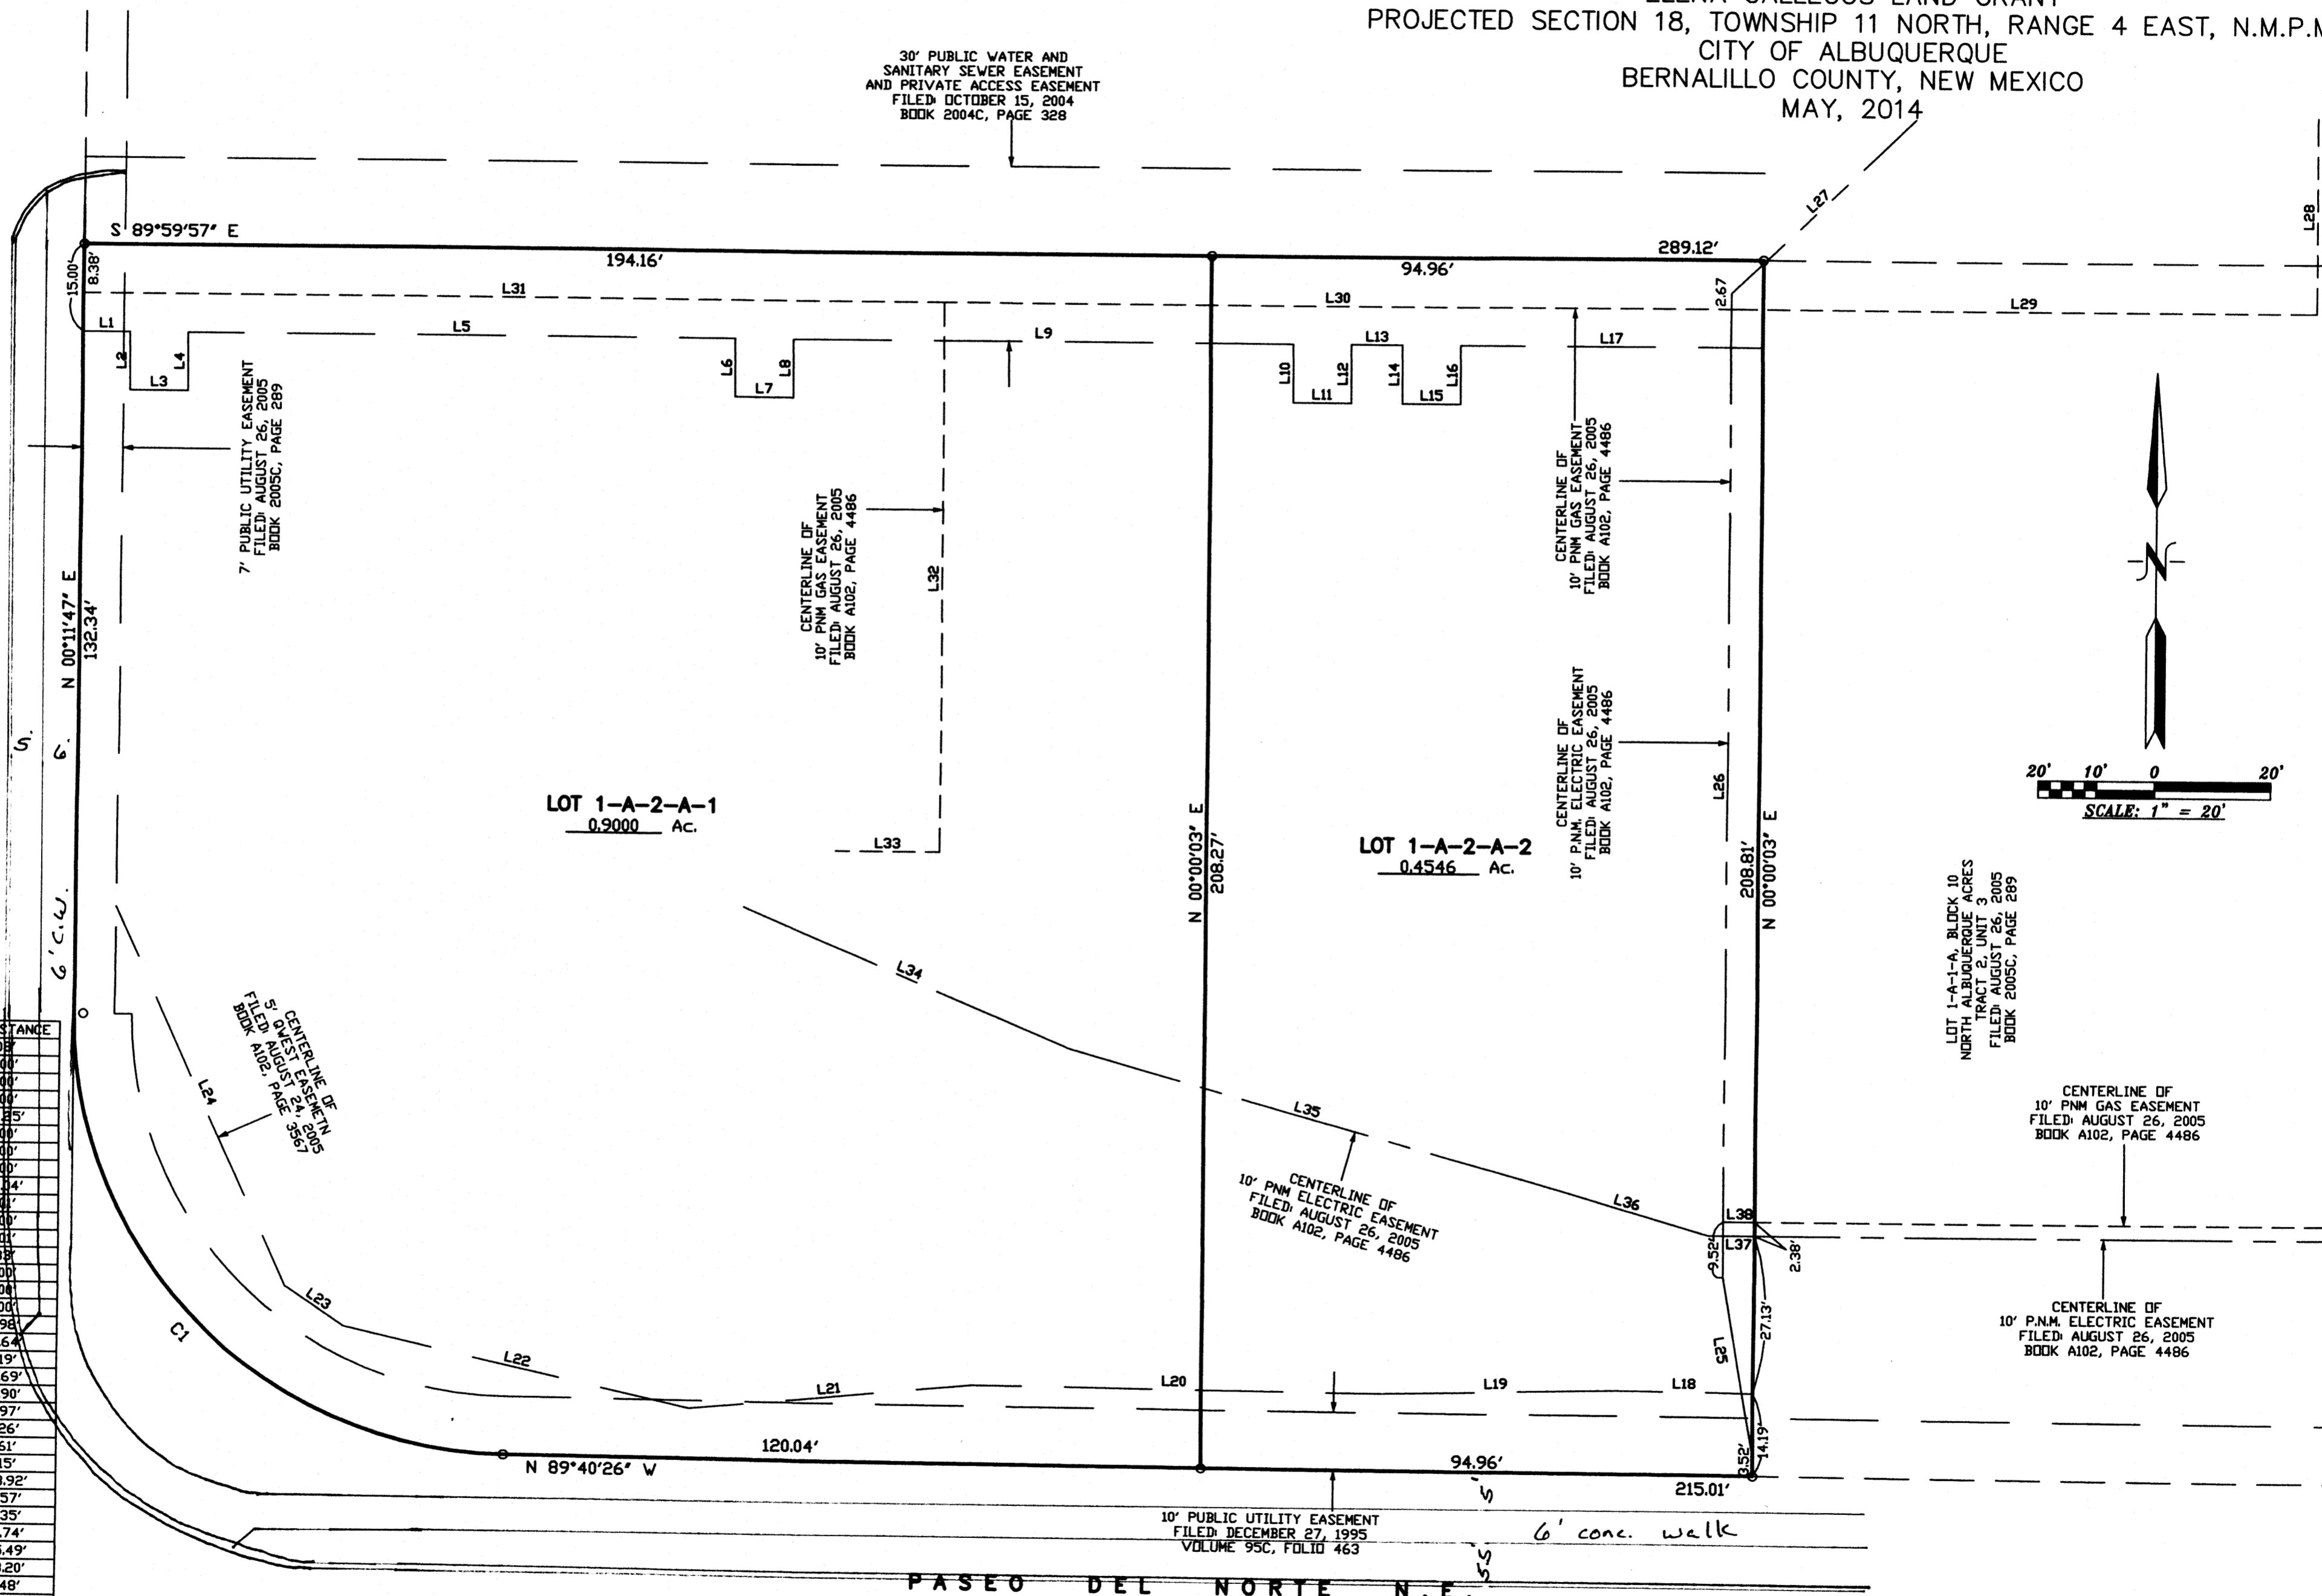 PROJECTED SECTION 18, TOWNSHIP 11 NORTH, RANGE 4 EAST, N.M.P.M
CITY OF ALBUQUERQUE
BERNALILLO COUNTY, NEW MEXICO
MAY, 2014
30' PUBLIC WATER AND
SANITARY SEWER EASEMENT
AND PRIVATE ACCESS EASEMENT
FILED: OCTOBER 15, 2004
BOOK 2004C, PAGE 328
L27
L28
S 89°59'57" E
194.16'
94.96'
289.12'
15.00'
8.38'
L31
L30
2.67
L29
L1
L2
L3
L4
L5
L6
L7
L8
L9
L10
L11
L12
L13
L14
L15
L16
L17
7' PUBLIC UTILITY EASEMENT
FILED: AUGUST 26, 2005
BOOK 2005C, PAGE 289
CENTERLINE OF
10' PNM GAS EASEMENT
FILED: AUGUST 26, 2005
BOOK A102, PAGE 4486
L32
CENTERLINE OF
10' PNM GAS EASEMENT
FILED: AUGUST 26, 2005
BOOK A102, PAGE 4486
N
N 00°11'47" E
132.34'
S.
6.
6' C.W.
CENTERLINE OF
10' P.N.M. ELECTRIC EASEMENT
FILED: AUGUST 26, 2005
BOOK A102, PAGE 4486
L26
20' 10' 0 20'
SCALE: 1" = 20'
LOT 1-A-2-A-1
0.9000 Ac.
L33
N 00°00'03" E
208.27'
LOT 1-A-2-A-2
0.4546 Ac.
208.81'
N 00°00'03" E
LOT 1-A-1-A, BLOCK 10
NORTH ALBUQUERQUE ACRES
TRACT 2, UNIT 3
FILED: AUGUST 26, 2005
BOOK 2005C, PAGE 289
L34
CENTERLINE OF
5' QWEST EASEMETN
FILED: AUGUST 24, 2005
BOOK A102, PAGE 3567
L24
L35
CENTERLINE OF
10' PNM ELECTRIC EASEMENT
FILED: AUGUST 26, 2005
BOOK A102, PAGE 4486
L36
CENTERLINE OF
10' PNM GAS EASEMENT
FILED: AUGUST 26, 2005
BOOK A102, PAGE 4486
L38
L37
9.52'
2.38'
27.13'
L25
CENTERLINE OF
10' P.N.M. ELECTRIC EASEMENT
FILED: AUGUST 26, 2005
BOOK A102, PAGE 4486
L23
C1
L22
L21
L20
L19
L18
3.52'
14.19'
120.04'
N 89°40'26" W
94.96'
215.01'
5'
10' PUBLIC UTILITY EASEMENT
FILED: DECEMBER 27, 1995
VOLUME 95C, FOLIO 463
6' conc. walk
5.5'
PASEO DEL NORTE N.E.